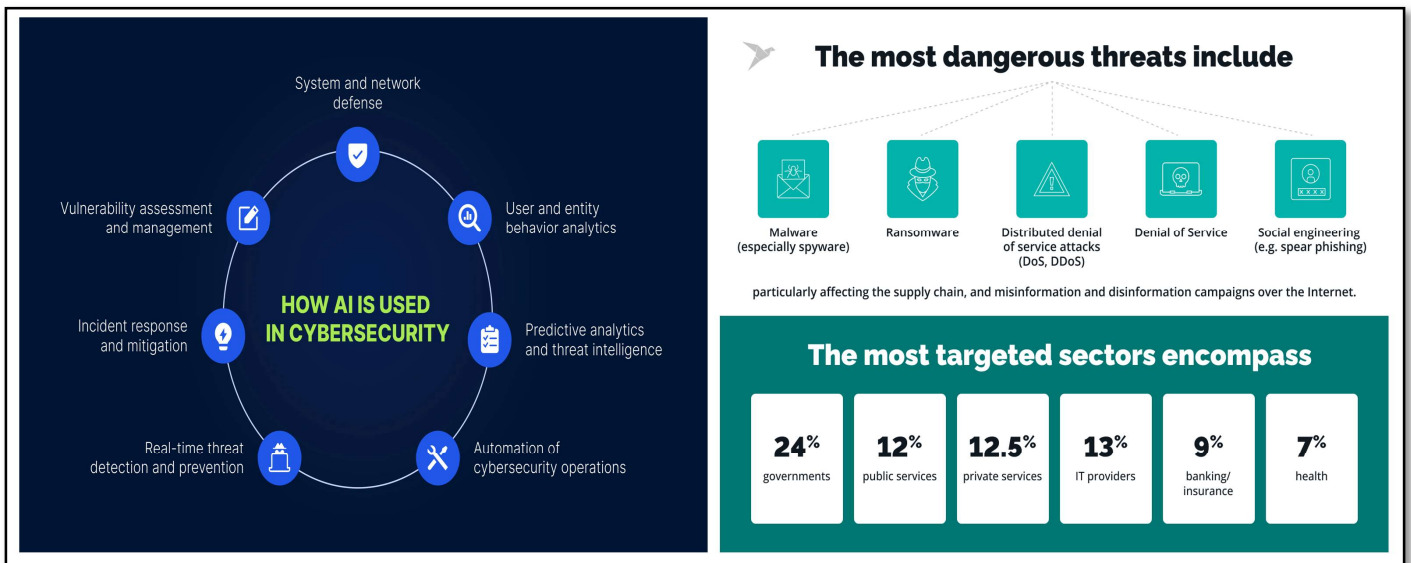 System and network
defense
User and entity
behavior analytics
Predictive analytics
and threat intelligence
Automation of
cybersecurity operations
Real-time threat
detection and prevention
Incident response
and mitigation
Vulnerability assessment
and management
HOW AI IS USED
IN CYBERSECURITY
The most dangerous threats include
Malware
(especially spyware)
Ransomware
Distributed denial
of service attacks
(DoS, DDoS)
Denial of Service
Social engineering
(e.g. spear phishing)
particularly affecting the supply chain, and misinformation and disinformation campaigns over the Internet.
The most targeted sectors encompass
24%
governments
12%
public services
12.5%
private services
13%
IT providers
9%
banking/
insurance
7%
health